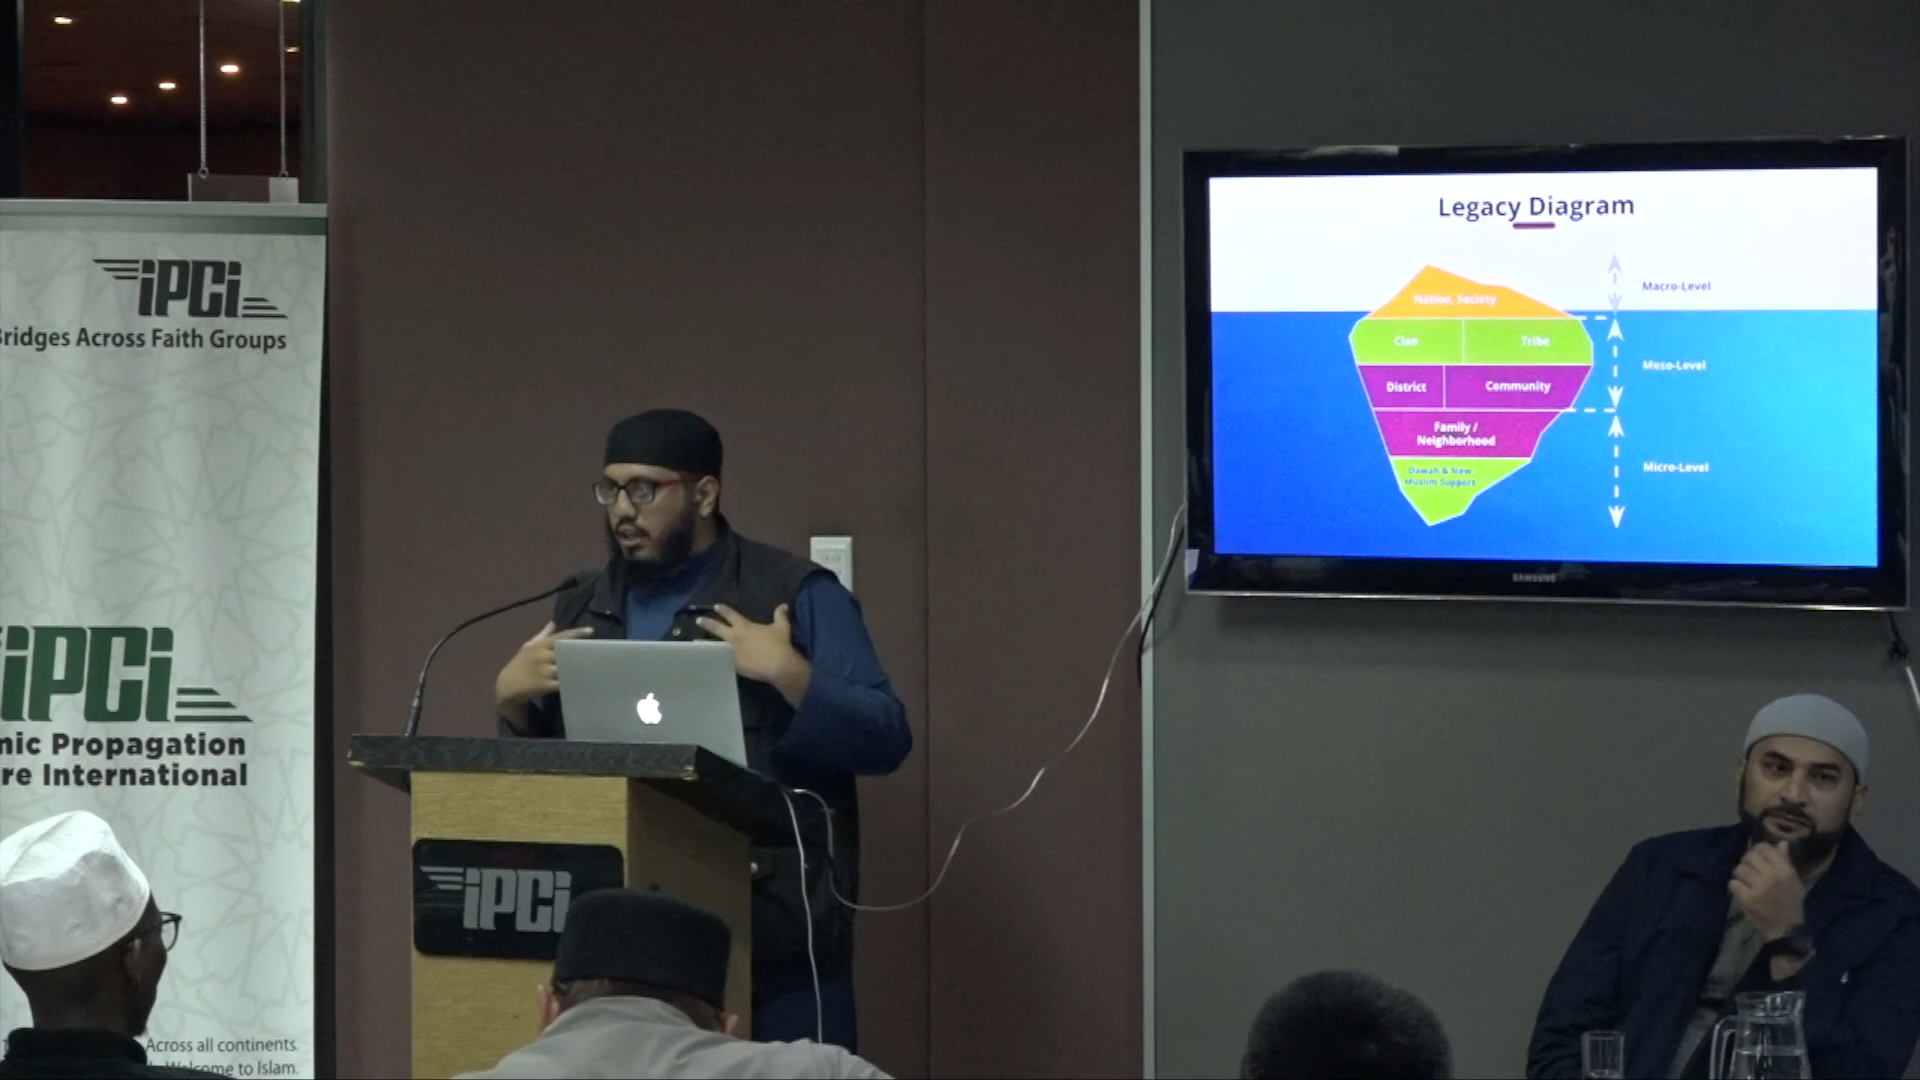 iPCi
Bridges Across Faith Groups
iPCi
mic Propagation
re International
Across all continents.
Welcome to Islam.
iPCi
Legacy Diagram
Nation, Society
Macro-Level
Clan
Tribe
Meso-Level
District
Community
Family /
Neighborhood
Dawah & New
Muslim Support
Micro-Level
SAMSUNG